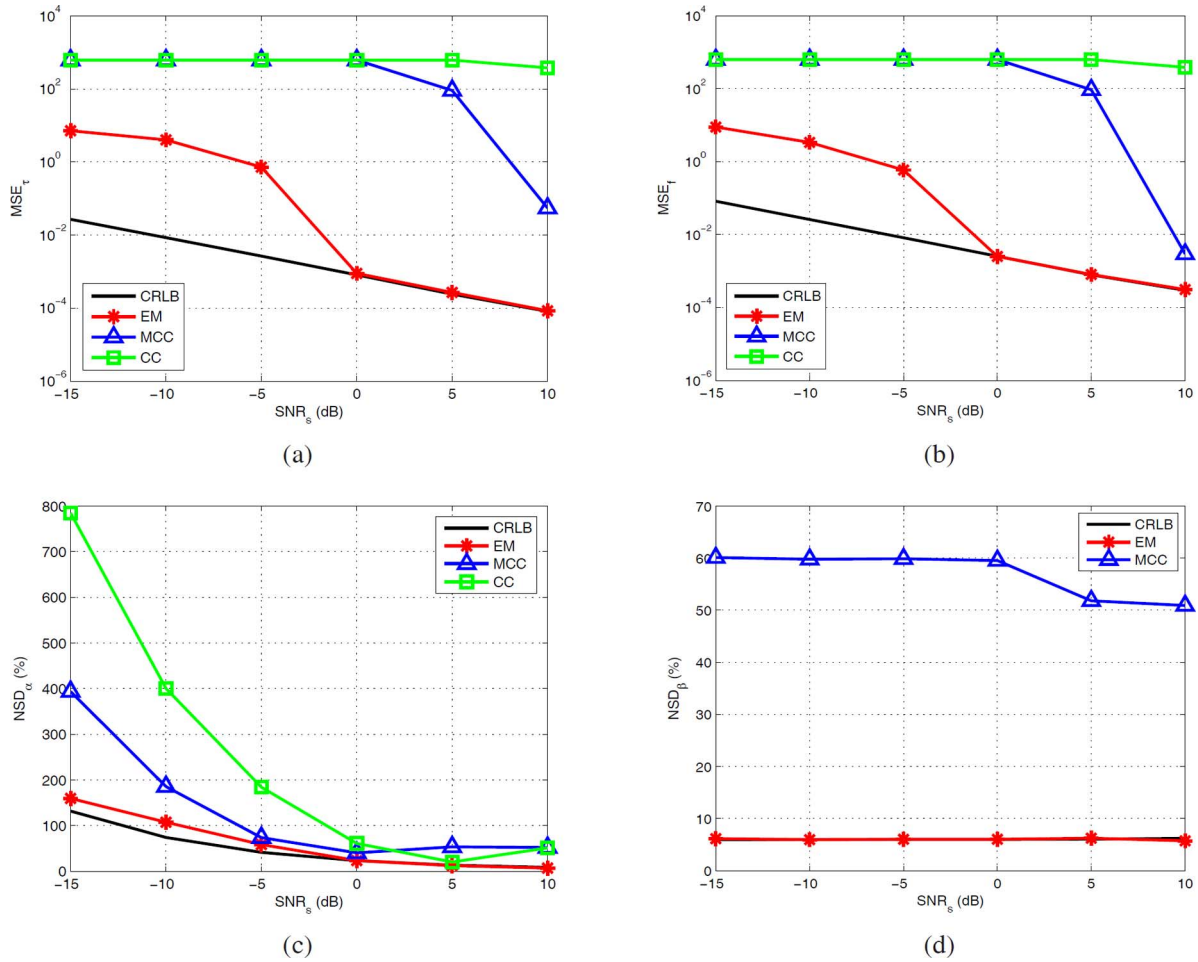 10^4
10^2
10^0
10^−2
10^−4
10^−6
MSE_τ
CRLB
EM
MCC
CC
−15 −10 −5 0 5 10
SNR_s (dB)
(a)
10^4
10^2
10^0
10^−2
10^−4
10^−6
MSE_f
CRLB
EM
MCC
CC
−15 −10 −5 0 5 10
SNR_s (dB)
(b)
800
700
600
500
400
300
200
100
0
NSD_α (%)
CRLB
EM
MCC
CC
−15 −10 −5 0 5 10
SNR_s (dB)
(c)
70
60
50
40
30
20
10
0
NSD_β (%)
CRLB
EM
MCC
−15 −10 −5 0 5 10
SNR_s (dB)
(d)